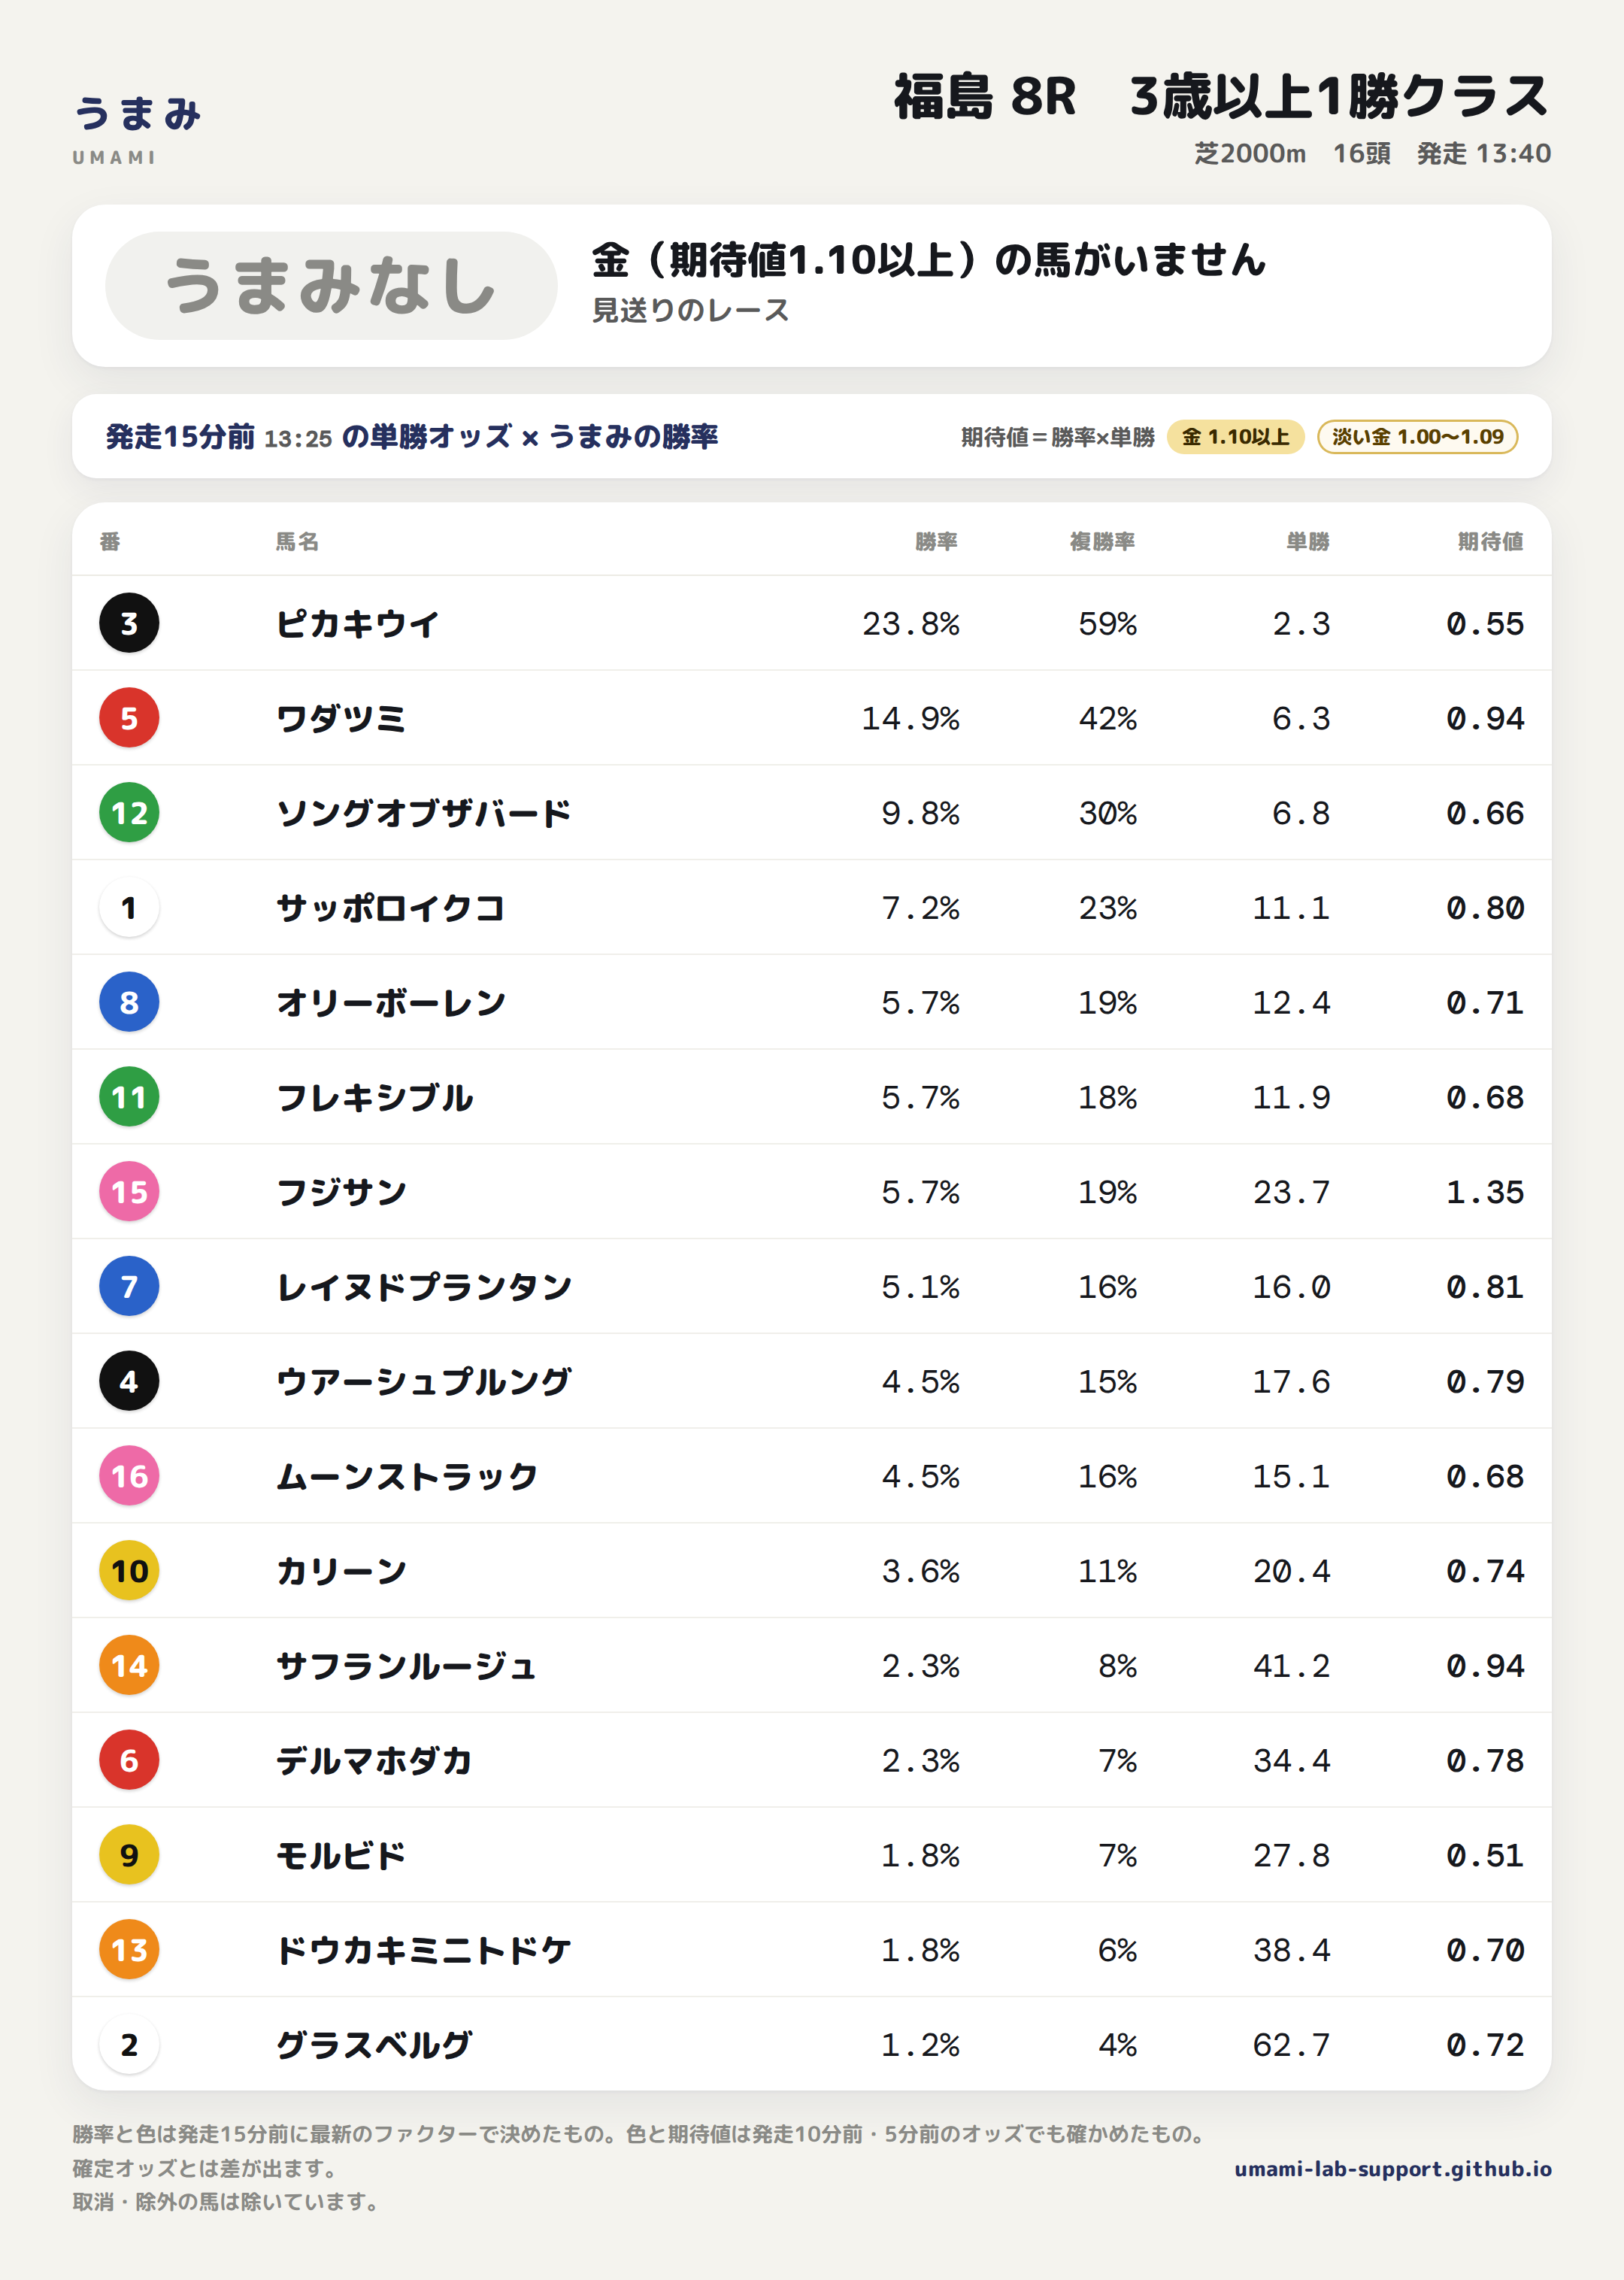 うまみ
UMAMI
福島 8R　3歳以上1勝クラス
芝2000m　16頭　発走 13:40
うまみなし
金（期待値1.10以上）の馬がいません
見送りのレース
発走15分前 13:25 の単勝オッズ × うまみの勝率
期待値＝勝率×単勝 金 1.10以上 淡い金 1.00〜1.09
番 馬名 勝率 複勝率 単勝 期待値
3 ピカキウイ 23.8% 59% 2.3 0.55
5 ワダツミ 14.9% 42% 6.3 0.94
12 ソングオブザバード 9.8% 30% 6.8 0.66
1 サッポロイクコ 7.2% 23% 11.1 0.80
8 オリーボーレン 5.7% 19% 12.4 0.71
11 フレキシブル 5.7% 18% 11.9 0.68
15 フジサン 5.7% 19% 23.7 1.35
7 レイヌドプランタン 5.1% 16% 16.0 0.81
4 ウアーシュプルング 4.5% 15% 17.6 0.79
16 ムーンストラック 4.5% 16% 15.1 0.68
10 カリーン 3.6% 11% 20.4 0.74
14 サフランルージュ 2.3% 8% 41.2 0.94
6 デルマホダカ 2.3% 7% 34.4 0.78
9 モルビド 1.8% 7% 27.8 0.51
13 ドウカキミニトドケ 1.8% 6% 38.4 0.70
2 グラスベルグ 1.2% 4% 62.7 0.72
勝率と色は発走15分前に最新のファクターで決めたもの。色と期待値は発走10分前・5分前のオッズでも確かめたもの。
確定オッズとは差が出ます。
取消・除外の馬は除いています。
umami-lab-support.github.io